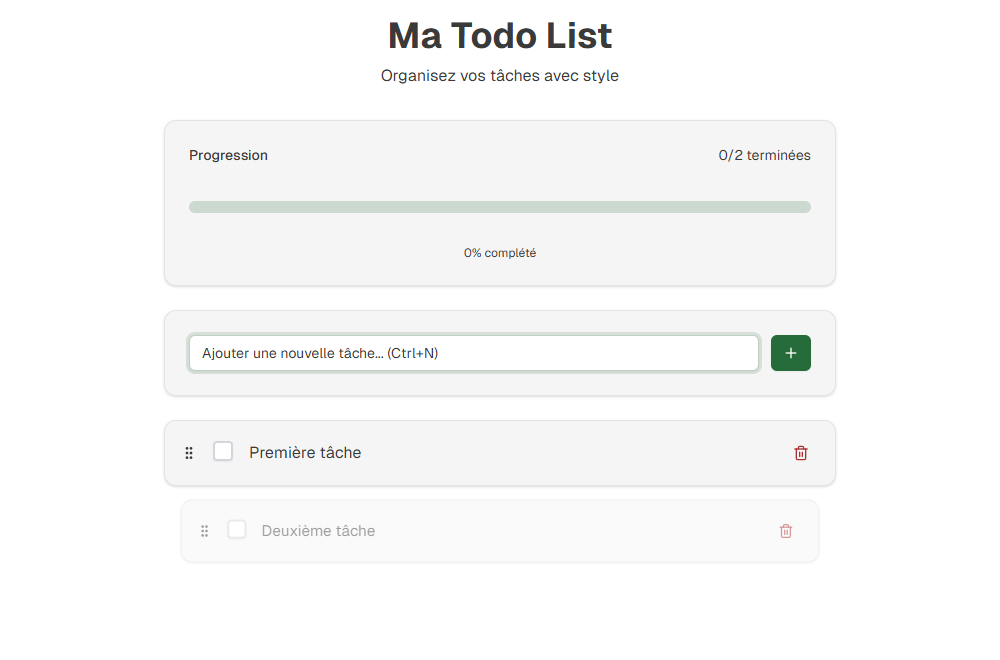 Ma Todo List
Organisez vos tâches avec style
Progression 0/2 terminées
0% complété
Ajouter une nouvelle tâche... (Ctrl+N)
Première tâche
Deuxième tâche